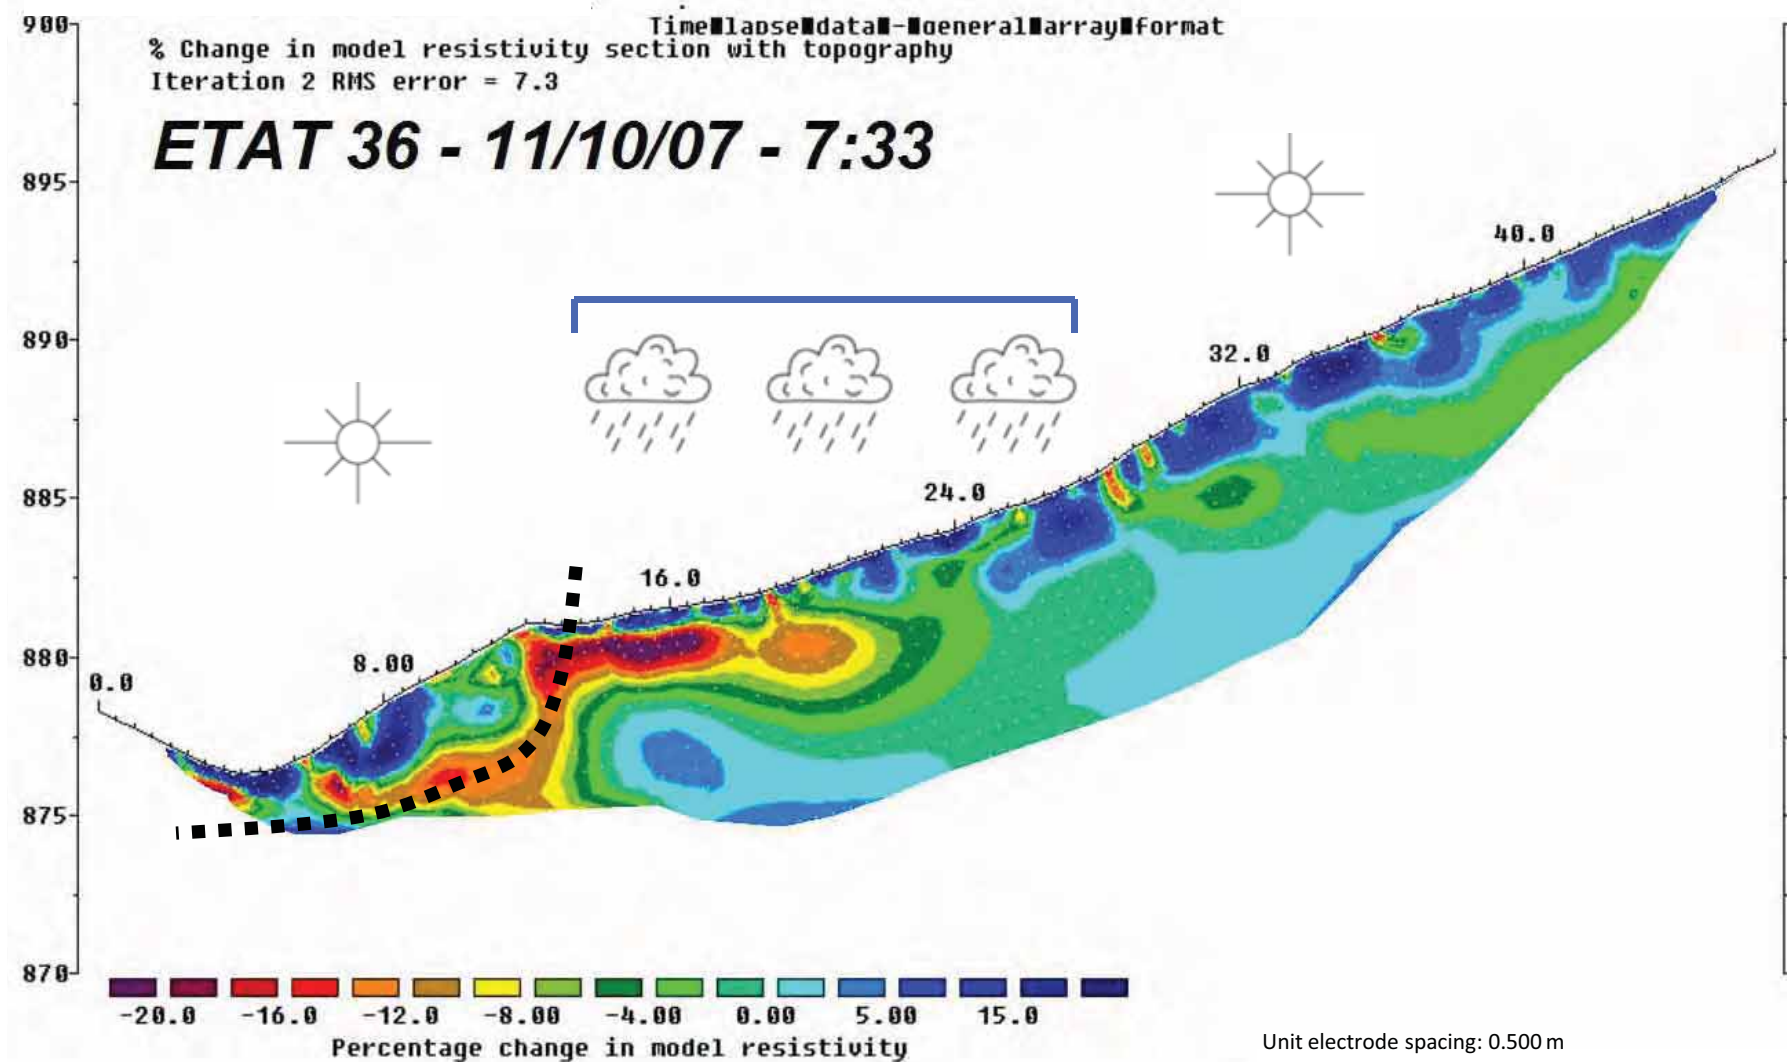 Time lapse data - general array format
% Change in model resistivity section with topography
Iteration 2 RMS error = 7.3
ETAT 36 - 11/10/07 - 7:33
900
895
890
885
880
875
870
40.0
32.0
24.0
16.0
8.00
0.0
-20.0 -16.0 -12.0 -8.00 -4.00 0.00 5.00 15.0
Percentage change in model resistivity
Unit electrode spacing: 0.500 m